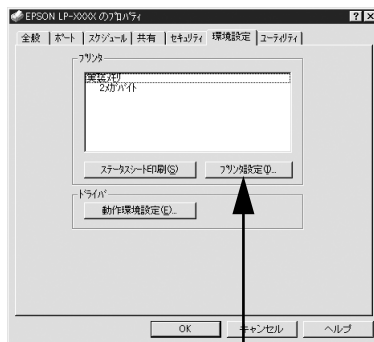 EPSON LP-XXXX のプロパティ
全般 ポート スケジュール 共有 セキュリティ 環境設定 ユーティリティ
プリンタ
実装メモリ
2メガバイト
ステータスシート印刷(S) プリンタ設定(I)...
ドライバ
動作環境設定(E)...
OK キャンセル ヘルプ